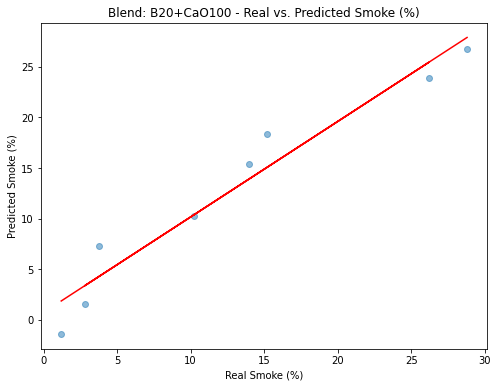 Blend: B20+CaO100 - Real vs. Predicted Smoke (%)
Predicted Smoke (%)
25
20
15
10
5
0
0 5 10 15 20 25 30
Real Smoke (%)